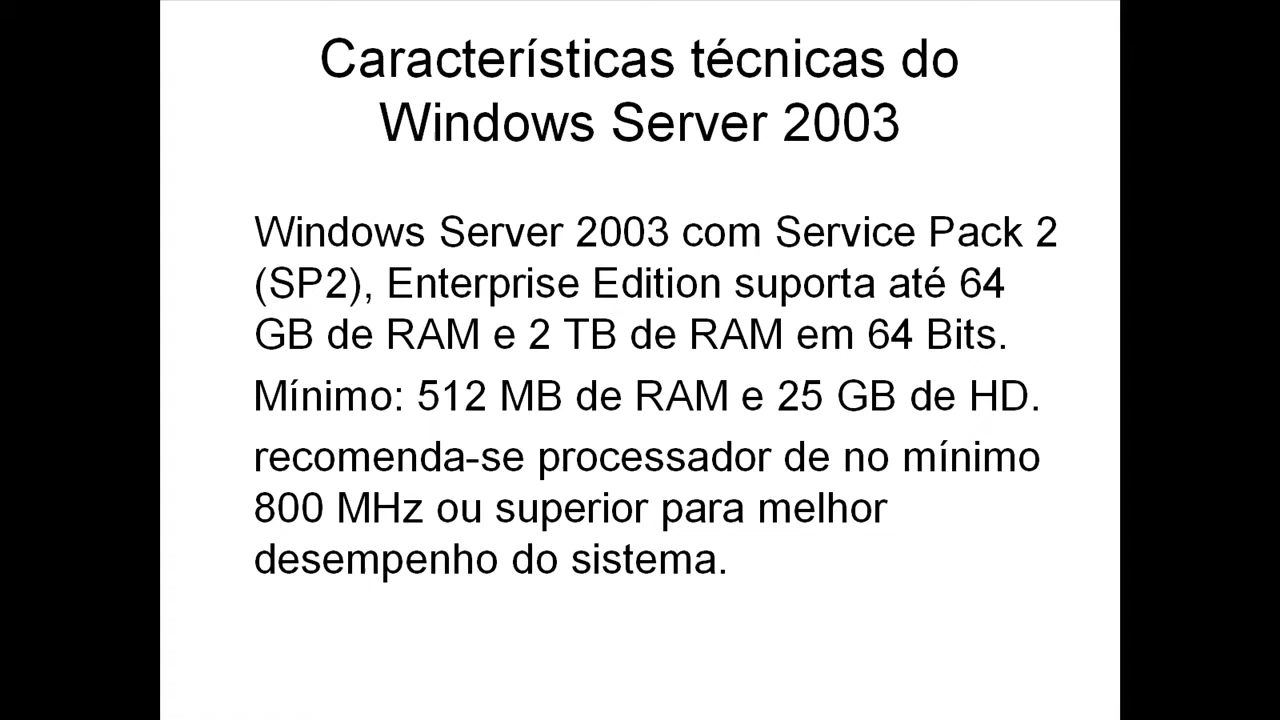 Características técnicas do
Windows Server 2003
Windows Server 2003 com Service Pack 2
(SP2), Enterprise Edition suporta até 64
GB de RAM e 2 TB de RAM em 64 Bits.
Mínimo: 512 MB de RAM e 25 GB de HD.
recomenda-se processador de no mínimo
800 MHz ou superior para melhor
desempenho do sistema.